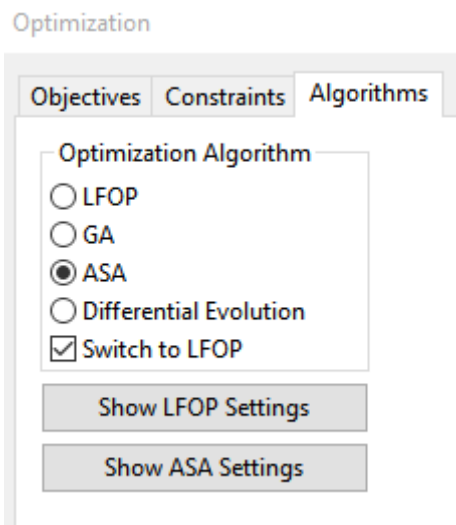 Optimization
Objectives Constraints Algorithms
Optimization Algorithm
LFOP
GA
ASA
Differential Evolution
Switch to LFOP
Show LFOP Settings
Show ASA Settings